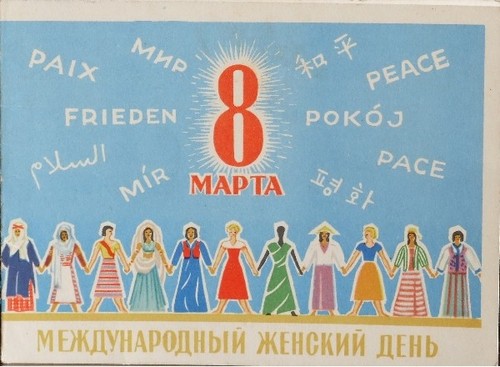 PAIX
МИР
和平
PEACE
FRIEDEN
8
МАРТА
POKÓJ
السلام
MÍR
평화
PACE
МЕЖДУНАРОДНЫЙ ЖЕНСКИЙ ДЕНЬ